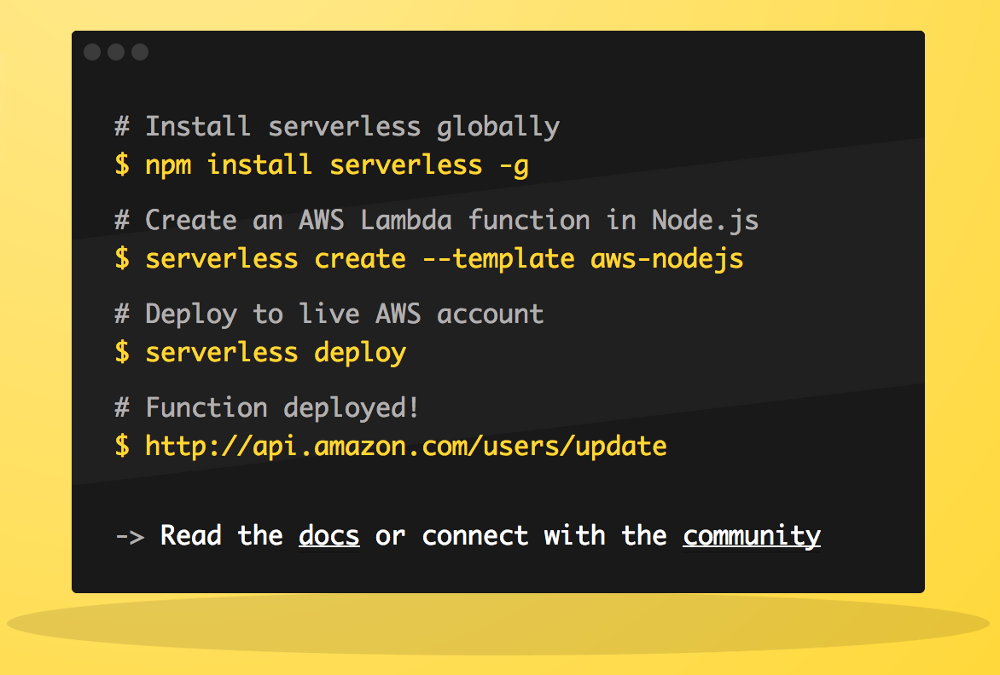 # Install serverless globally
$ npm install serverless -g
# Create an AWS Lambda function in Node.js
$ serverless create --template aws-nodejs
# Deploy to live AWS account
$ serverless deploy
# Function deployed!
$ http://api.amazon.com/users/update
-> Read the docs or connect with the community